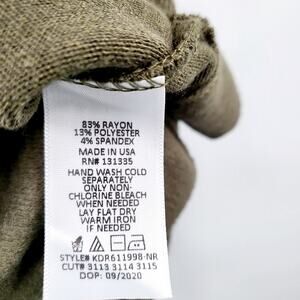 83% RAYON
13% POLYESTER
4% SPANDEX
MADE IN USA
RN# 131335
HAND WASH COLD
SEPARATELY
ONLY NON-
CHLORINE BLEACH
WHEN NEEDED
LAY FLAT DRY
WARM IRON
IF NEEDED
STYLE# KDR611998-NR
CUT# 3113 3114 3115
DOP: 09/2020